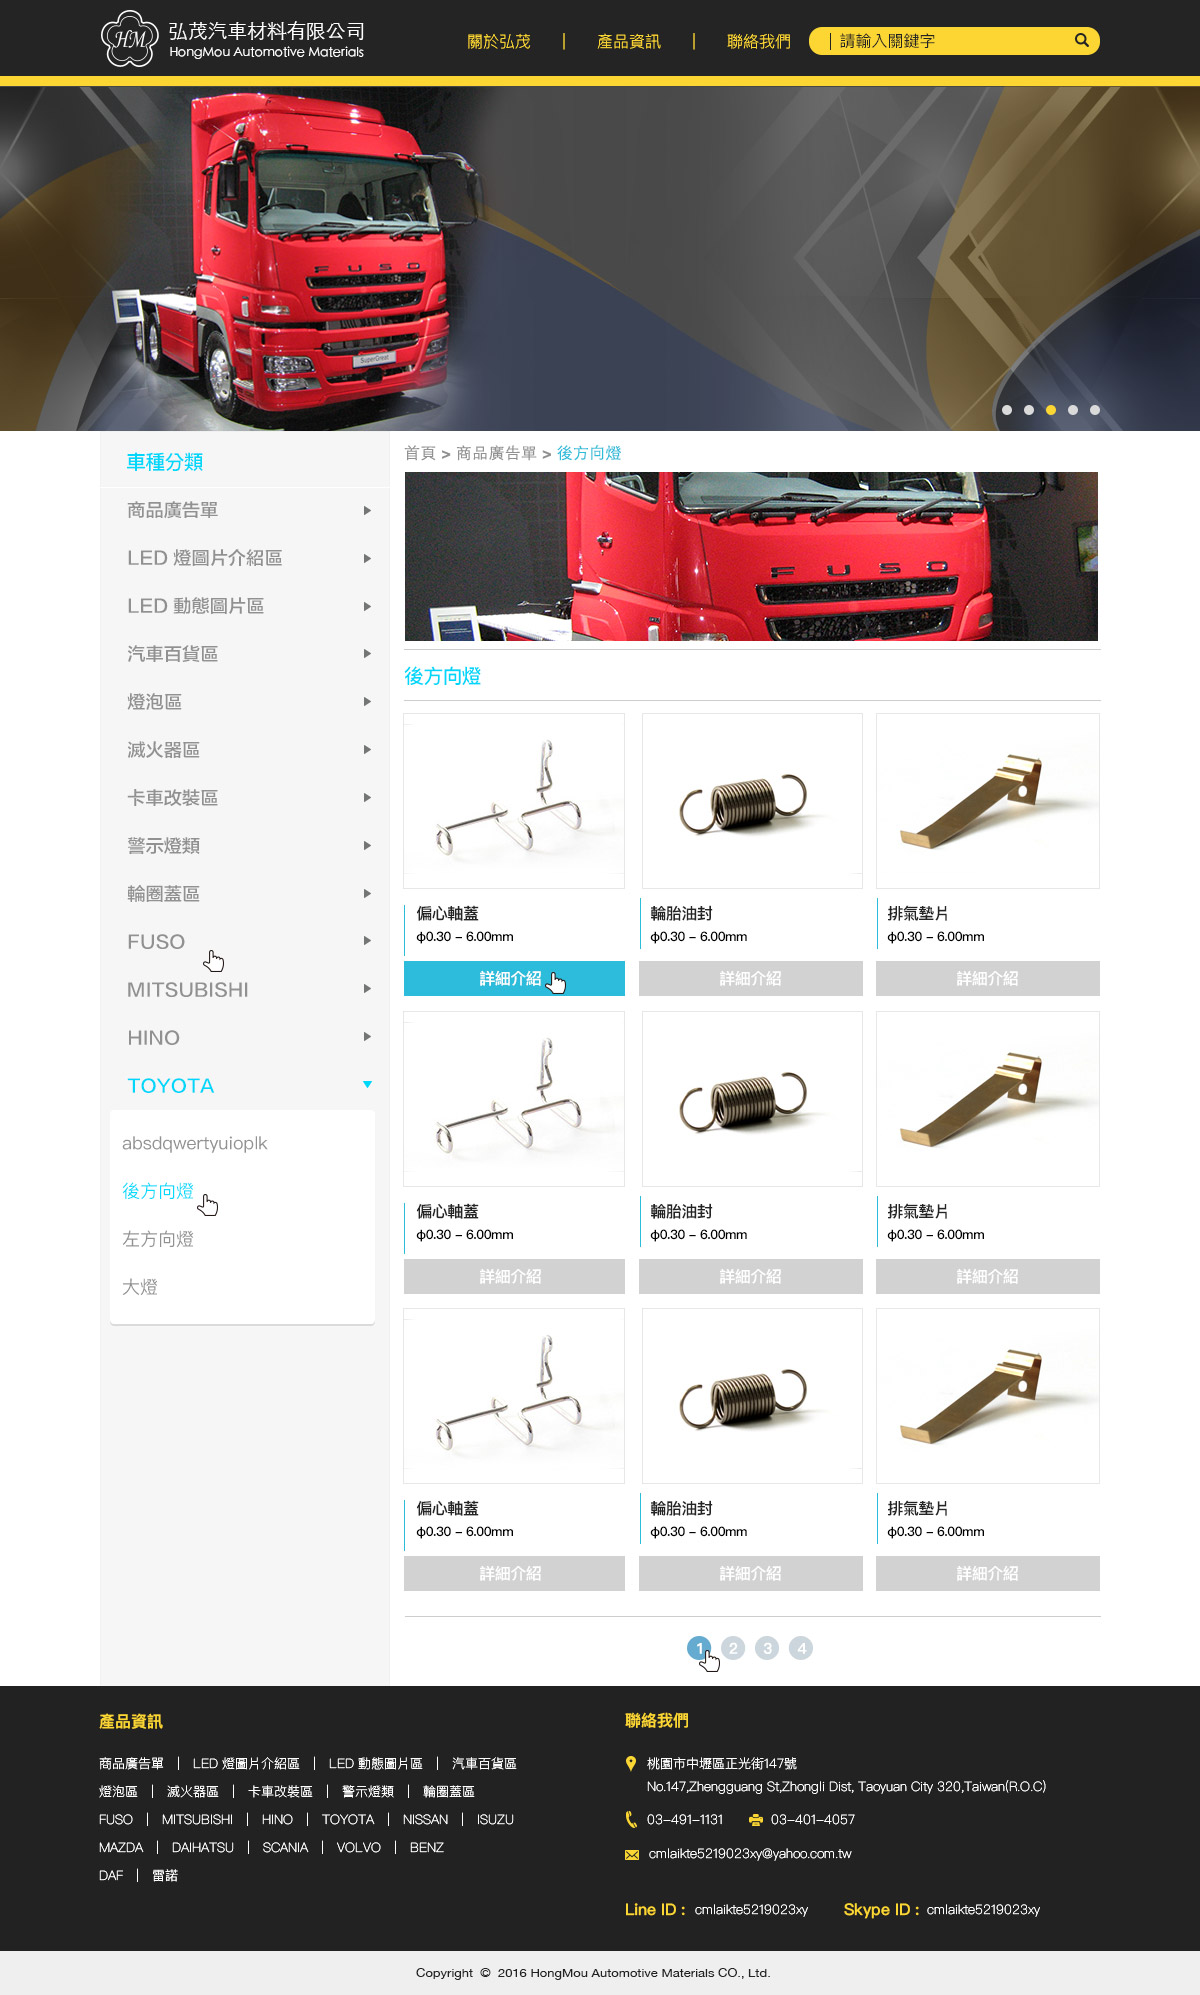 HM
弘茂汽車材料有限公司
HongMou Automotive Materials
關於弘茂 | 產品資訊 | 聯絡我們
| 請輸入關鍵字
FUSO
SuperGreat
車種分類
商品廣告單
LED 燈圖片介紹區
LED 動態圖片區
汽車百貨區
燈泡區
滅火器區
卡車改裝區
警示燈類
輪圈蓋區
FUSO
MITSUBISHI
HINO
TOYOTA
absdqwertyuioplk
後方向燈
左方向燈
大燈
首頁 > 商品廣告單 > 後方向燈
FUSO
後方向燈
偏心軸蓋
ф0.30 – 6.00mm
詳細介紹
輪胎油封
ф0.30 – 6.00mm
詳細介紹
排氣墊片
ф0.30 – 6.00mm
詳細介紹
偏心軸蓋
ф0.30 – 6.00mm
詳細介紹
輪胎油封
ф0.30 – 6.00mm
詳細介紹
排氣墊片
ф0.30 – 6.00mm
詳細介紹
偏心軸蓋
ф0.30 – 6.00mm
詳細介紹
輪胎油封
ф0.30 – 6.00mm
詳細介紹
排氣墊片
ф0.30 – 6.00mm
詳細介紹
1 2 3 4
產品資訊
商品廣告單 | LED 燈圖片介紹區 | LED 動態圖片區 | 汽車百貨區
燈泡區 | 滅火器區 | 卡車改裝區 | 警示燈類 | 輪圈蓋區
FUSO | MITSUBISHI | HINO | TOYOTA | NISSAN | ISUZU
MAZDA | DAIHATSU | SCANIA | VOLVO | BENZ
DAF | 雷諾
聯絡我們
桃園市中壢區正光街147號
No.147,Zhengguang St,Zhongli Dist, Taoyuan City 320,Taiwan(R.O.C)
03-491-1131 03-401-4057
cmlaikte5219023xy@yahoo.com.tw
Line ID : cmlaikte5219023xy Skype ID : cmlaikte5219023xy
Copyright © 2016 HongMou Automotive Materials CO., Ltd.